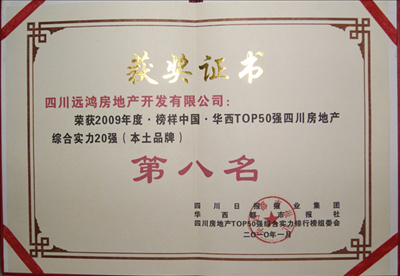 获奖证书
四川远鸿房地产开发有限公司：
荣获2009年度·榜样中国·华西TOP50强四川房地产
综合实力20强（本土品牌）
第八名
四川日报报业集团
华西都市报社
四川房地产TOP50强综合实力排行榜组委会
二〇一〇年一月